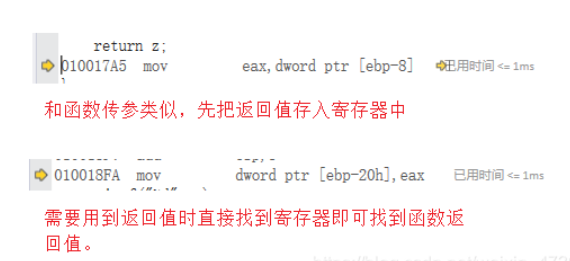 return z;
010017A5 mov eax,dword ptr [ebp-8] 已用时间 <= 1ms
和函数传参类似，先把返回值存入寄存器中
010018FA mov dword ptr [ebp-20h],eax 已用时间 <= 1ms
需要用到返回值时直接找到寄存器即可找到函数返
回值。